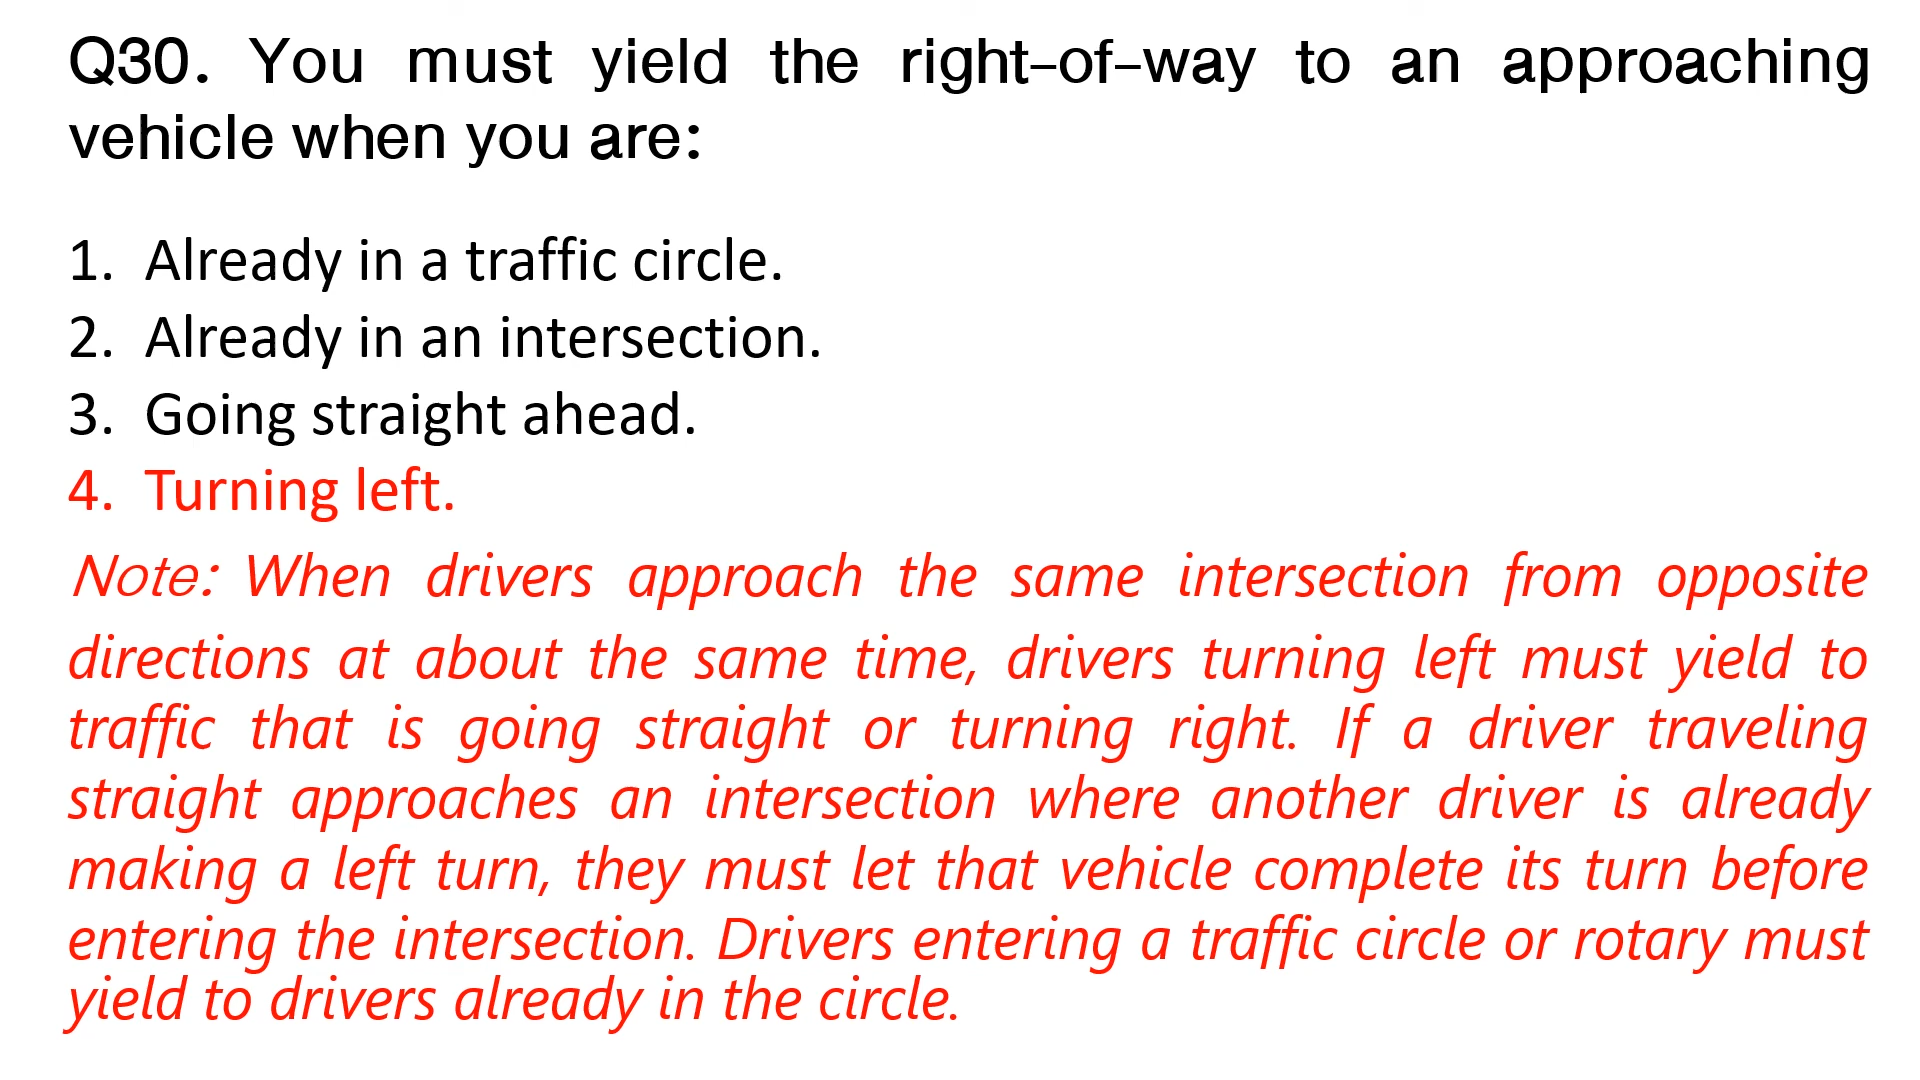 Q30. You must yield the right-of-way to an approaching
vehicle when you are:
1. Already in a traffic circle.
2. Already in an intersection.
3. Going straight ahead.
4. Turning left.
Note: When drivers approach the same intersection from opposite
directions at about the same time, drivers turning left must yield to
traffic that is going straight or turning right. If a driver traveling
straight approaches an intersection where another driver is already
making a left turn, they must let that vehicle complete its turn before
entering the intersection. Drivers entering a traffic circle or rotary must
yield to drivers already in the circle.